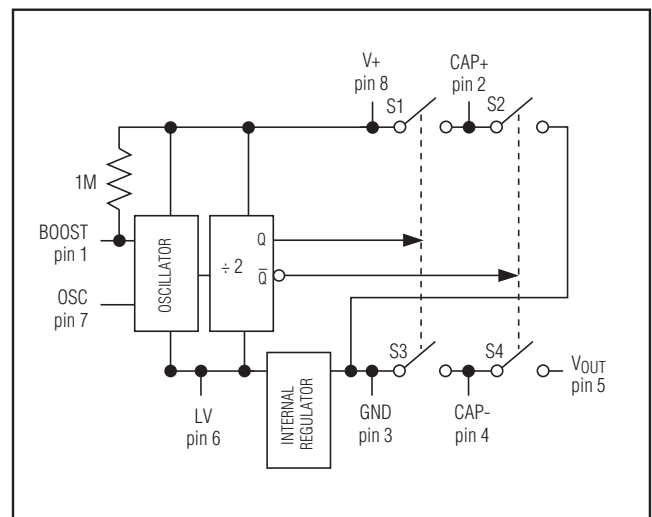 V+
pin 8
CAP+
pin 2
S1
S2
1M
BOOST
pin 1
OSCILLATOR
÷ 2
Q
Q̅
OSC
pin 7
S3
S4
VOUT
pin 5
INTERNAL
REGULATOR
LV
pin 6
GND
pin 3
CAP-
pin 4